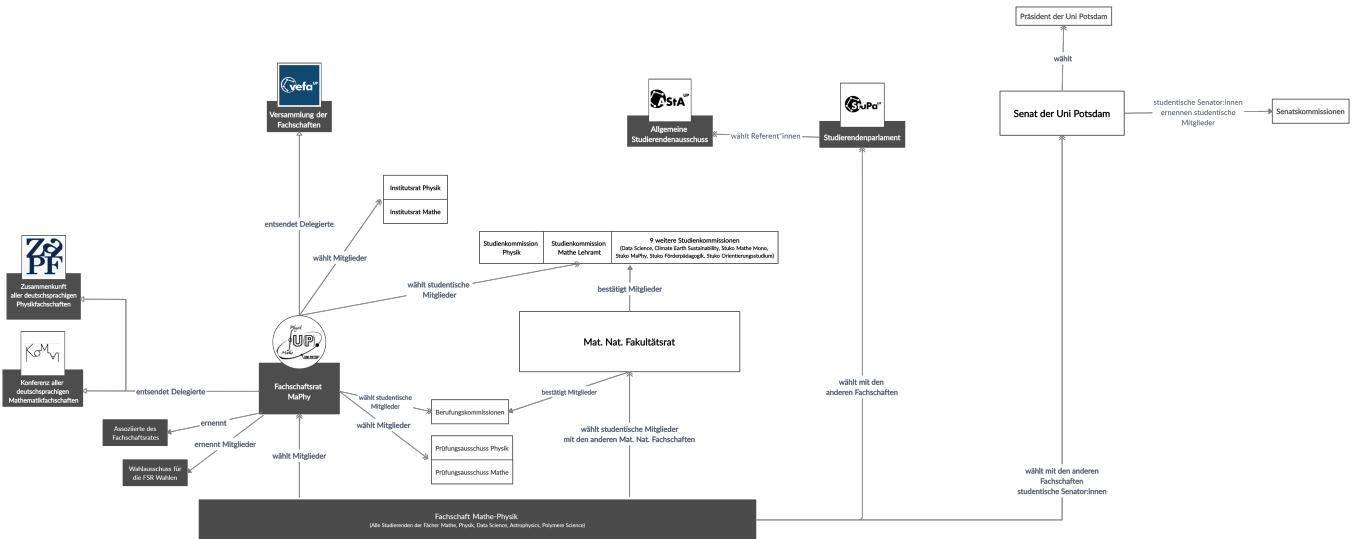 Präsident der Uni Potsdam
wählt
Senat der Uni Potsdam
studentische Senator:innen
ernennen studentische
Mitglieder
Senatskommissionen
vefa UP
Versammlung der
Fachschaften
AStA UP
Allgemeine
Studierendenausschuss
wählt Referent*innen
StuPa UP
Studierendenparlament
entsendet Delegierte
Institutsrat Physik
Institutsrat Mathe
wählt Mitglieder
Studienkommission
Physik
Studienkommission
Mathe Lehramt
9 weitere Studienkommissionen
(Data Science, Climate Earth Sustainability, Stuko Mathe Mono,
Stuko MaPhy, Stuko Förderpädagogik, Stuko Orientierungsstudium)
wählt studentische
Mitglieder
bestätigt Mitglieder
ZaPF
Zusammenkunft
aller deutschsprachigen
Physikfachschaften
KoMa
Konferenz aller
deutschsprachigen
Mathematikfachschaften
entsendet Delegierte
Physik
UP
Mathe
Fachschaftsrat
MaPhy
Mat. Nat. Fakultätsrat
bestätigt Mitglieder
wählt studentische
Mitglieder
Berufungskommissionen
wählt Mitglieder
Prüfungsausschuss Physik
Prüfungsausschuss Mathe
ernennt
Assoziierte des
Fachschaftsrates
ernennt Mitglieder
Wahlausschuss für
die FSR Wahlen
wählt Mitglieder
wählt studentische Mitglieder
mit den anderen Mat. Nat. Fachschaften
wählt mit den
anderen Fachschaften
wählt mit den anderen
Fachschaften
studentische Senator:innen
Fachschaft Mathe-Physik
(Alle Studierenden der Fächer Mathe, Physik, Data Science, Astrophysics, Polymere Science)